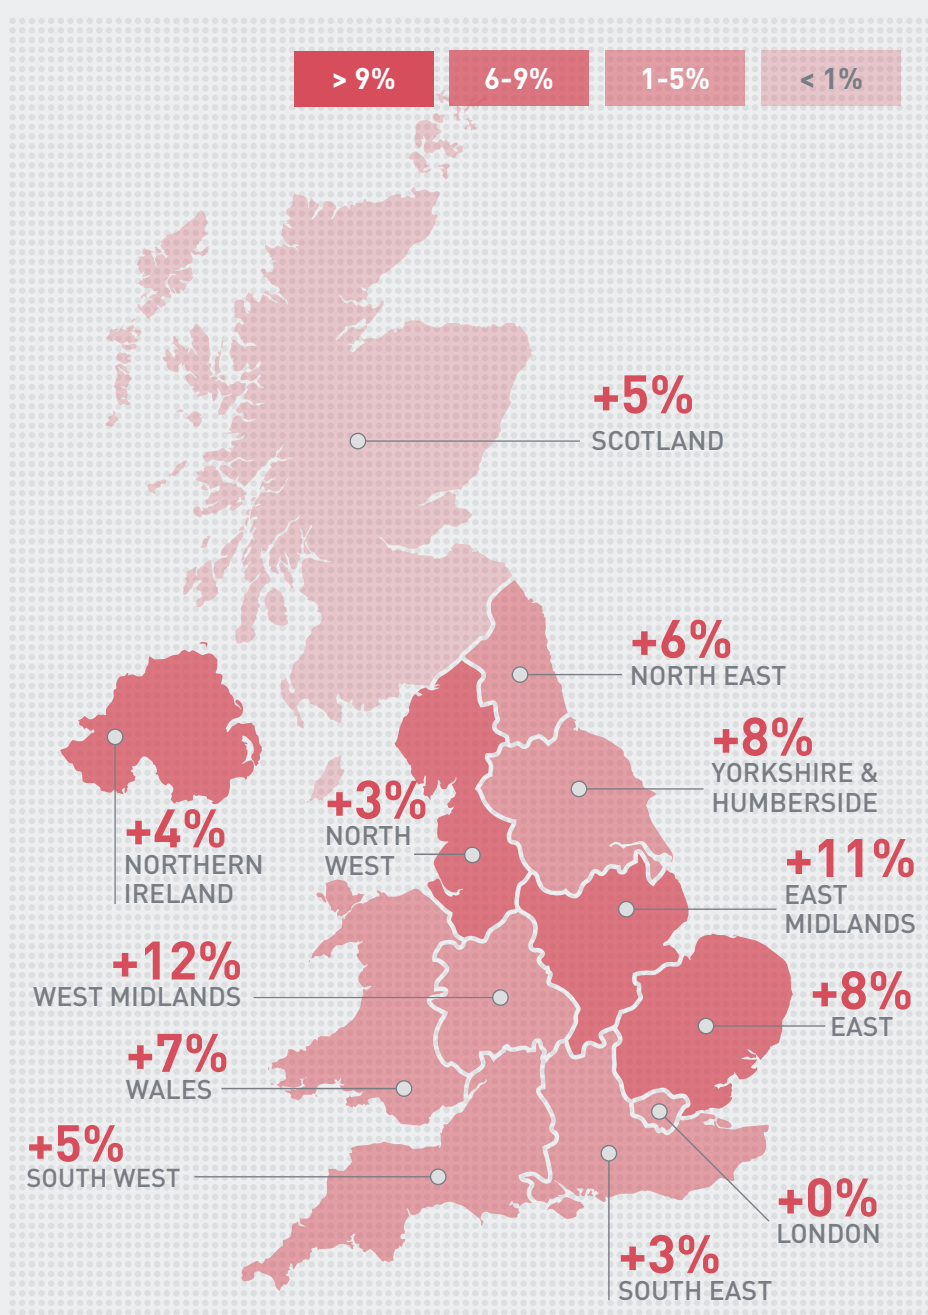 > 9%
6-9%
1-5%
< 1%
+5%
SCOTLAND
+6%
NORTH EAST
+8%
YORKSHIRE &
HUMBERSIDE
+3%
NORTH
WEST
+4%
NORTHERN
IRELAND
+11%
EAST
MIDLANDS
+12%
WEST MIDLANDS
+8%
EAST
+7%
WALES
+5%
SOUTH WEST
+0%
LONDON
+3%
SOUTH EAST